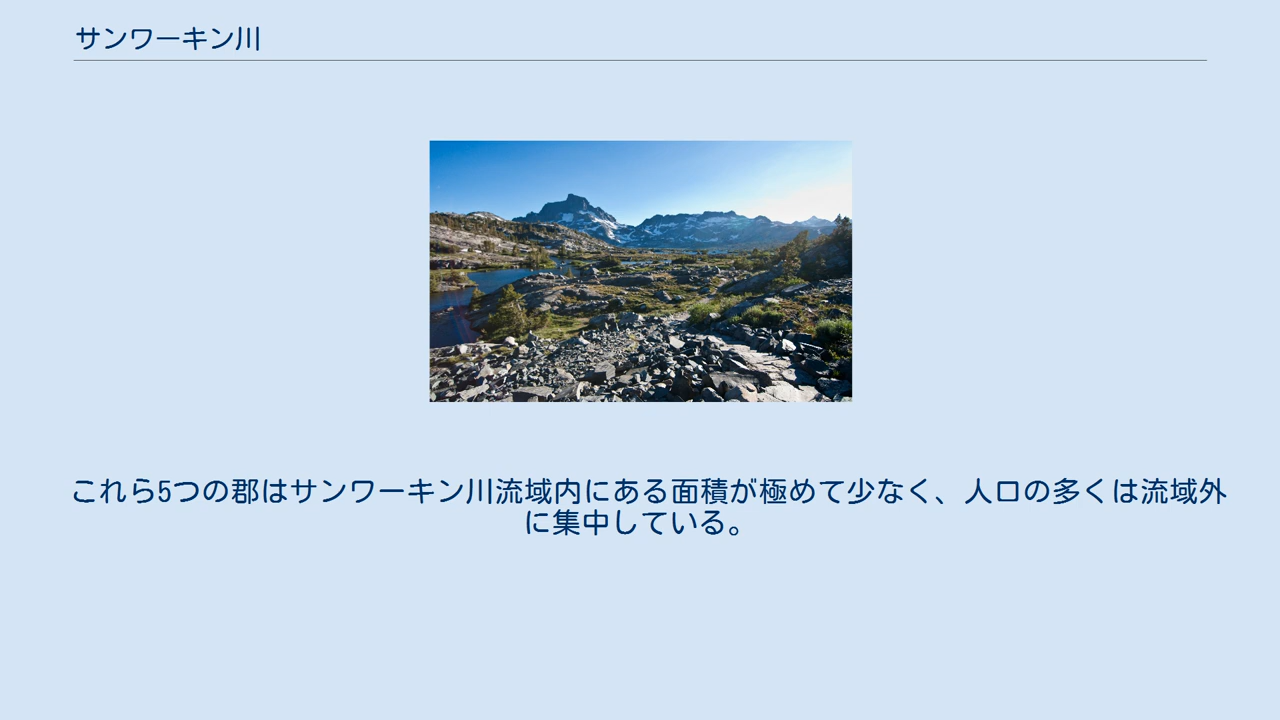 サンワーキン川
これら5つの郡はサンワーキン川流域内にある面積が極めて少なく、人口の多くは流域外
に集中している。